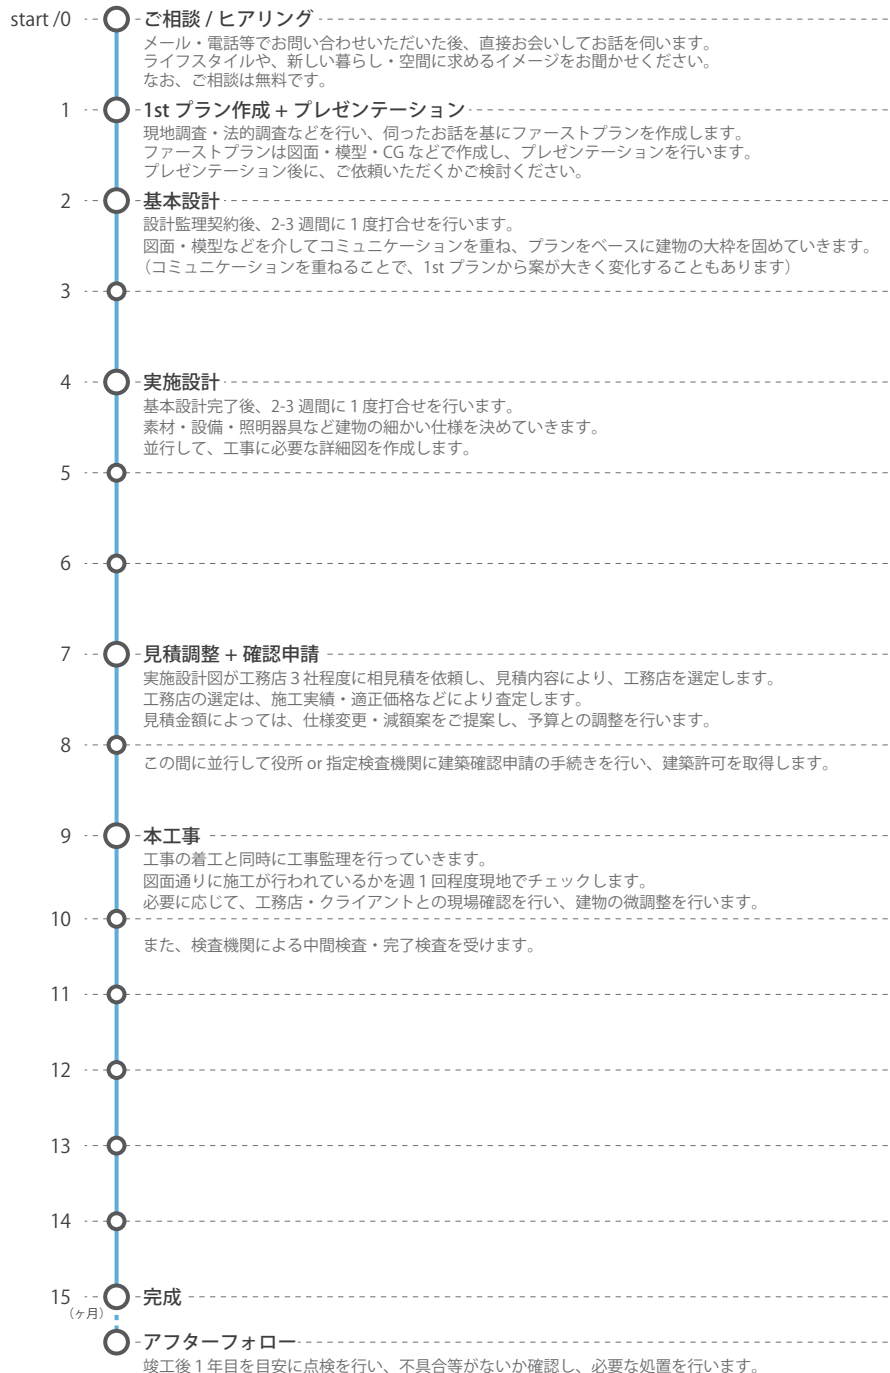 start /0 ご相談 / ヒアリング
メール・電話等でお問い合わせいただいた後、直接お会いしてお話を伺います。
ライフスタイルや、新しい暮らし・空間に求めるイメージをお聞かせください。
なお、ご相談は無料です。
1 1st プラン作成 + プレゼンテーション
現地調査・法的調査などを行い、伺ったお話を基にファーストプランを作成します。
ファーストプランは図面・模型・CG などで作成し、プレゼンテーションを行います。
プレゼンテーション後に、ご依頼いただくかご検討ください。
2 基本設計
設計監理契約後、2-3 週間に 1 度打合せを行います。
図面・模型などを介してコミュニケーションを重ね、プランをベースに建物の大枠を固めていきます。
（コミュニケーションを重ねることで、1st プランから案が大きく変化することもあります）
3
4 実施設計
基本設計完了後、2-3 週間に 1 度打合せを行います。
素材・設備・照明器具など建物の細かい仕様を決めていきます。
並行して、工事に必要な詳細図を作成します。
5
6
7 見積調整 + 確認申請
実施設計図が工務店 3 社程度に相見積を依頼し、見積内容により、工務店を選定します。
工務店の選定は、施工実績・適正価格などにより査定します。
見積金額によっては、仕様変更・減額案をご提案し、予算との調整を行います。
8
この間に並行して役所 or 指定検査機関に建築確認申請の手続きを行い、建築許可を取得します。
9 本工事
工事の着工と同時に工事監理を行っていきます。
図面通りに施工が行われているかを週 1 回程度現地でチェックします。
必要に応じて、工務店・クライアントとの現場確認を行い、建物の微調整を行います。
10
また、検査機関による中間検査・完了検査を受けます。
11
12
13
14
15 完成
（ヶ月）
アフターフォロー
竣工後 1 年目を目安に点検を行い、不具合等がないか確認し、必要な処置を行います。